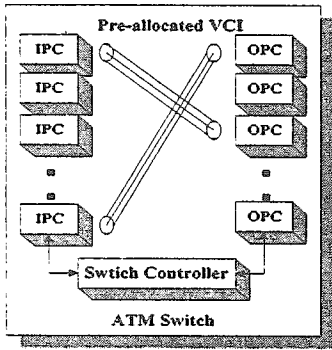 Pre-allocated VCI
IPC OPC
IPC OPC
IPC OPC
IPC OPC
Swtich Controller
ATM Switch